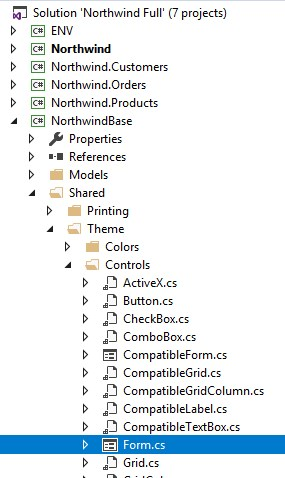 Solution 'Northwind Full' (7 projects)
C# ENV
C# Northwind
C# Northwind.Customers
C# Northwind.Orders
C# Northwind.Products
C# NorthwindBase
Properties
References
Models
Shared
Printing
Theme
Colors
Controls
ActiveX.cs
Button.cs
CheckBox.cs
ComboBox.cs
CompatibleForm.cs
CompatibleGrid.cs
CompatibleGridColumn.cs
CompatibleLabel.cs
CompatibleTextBox.cs
Form.cs
Grid.cs